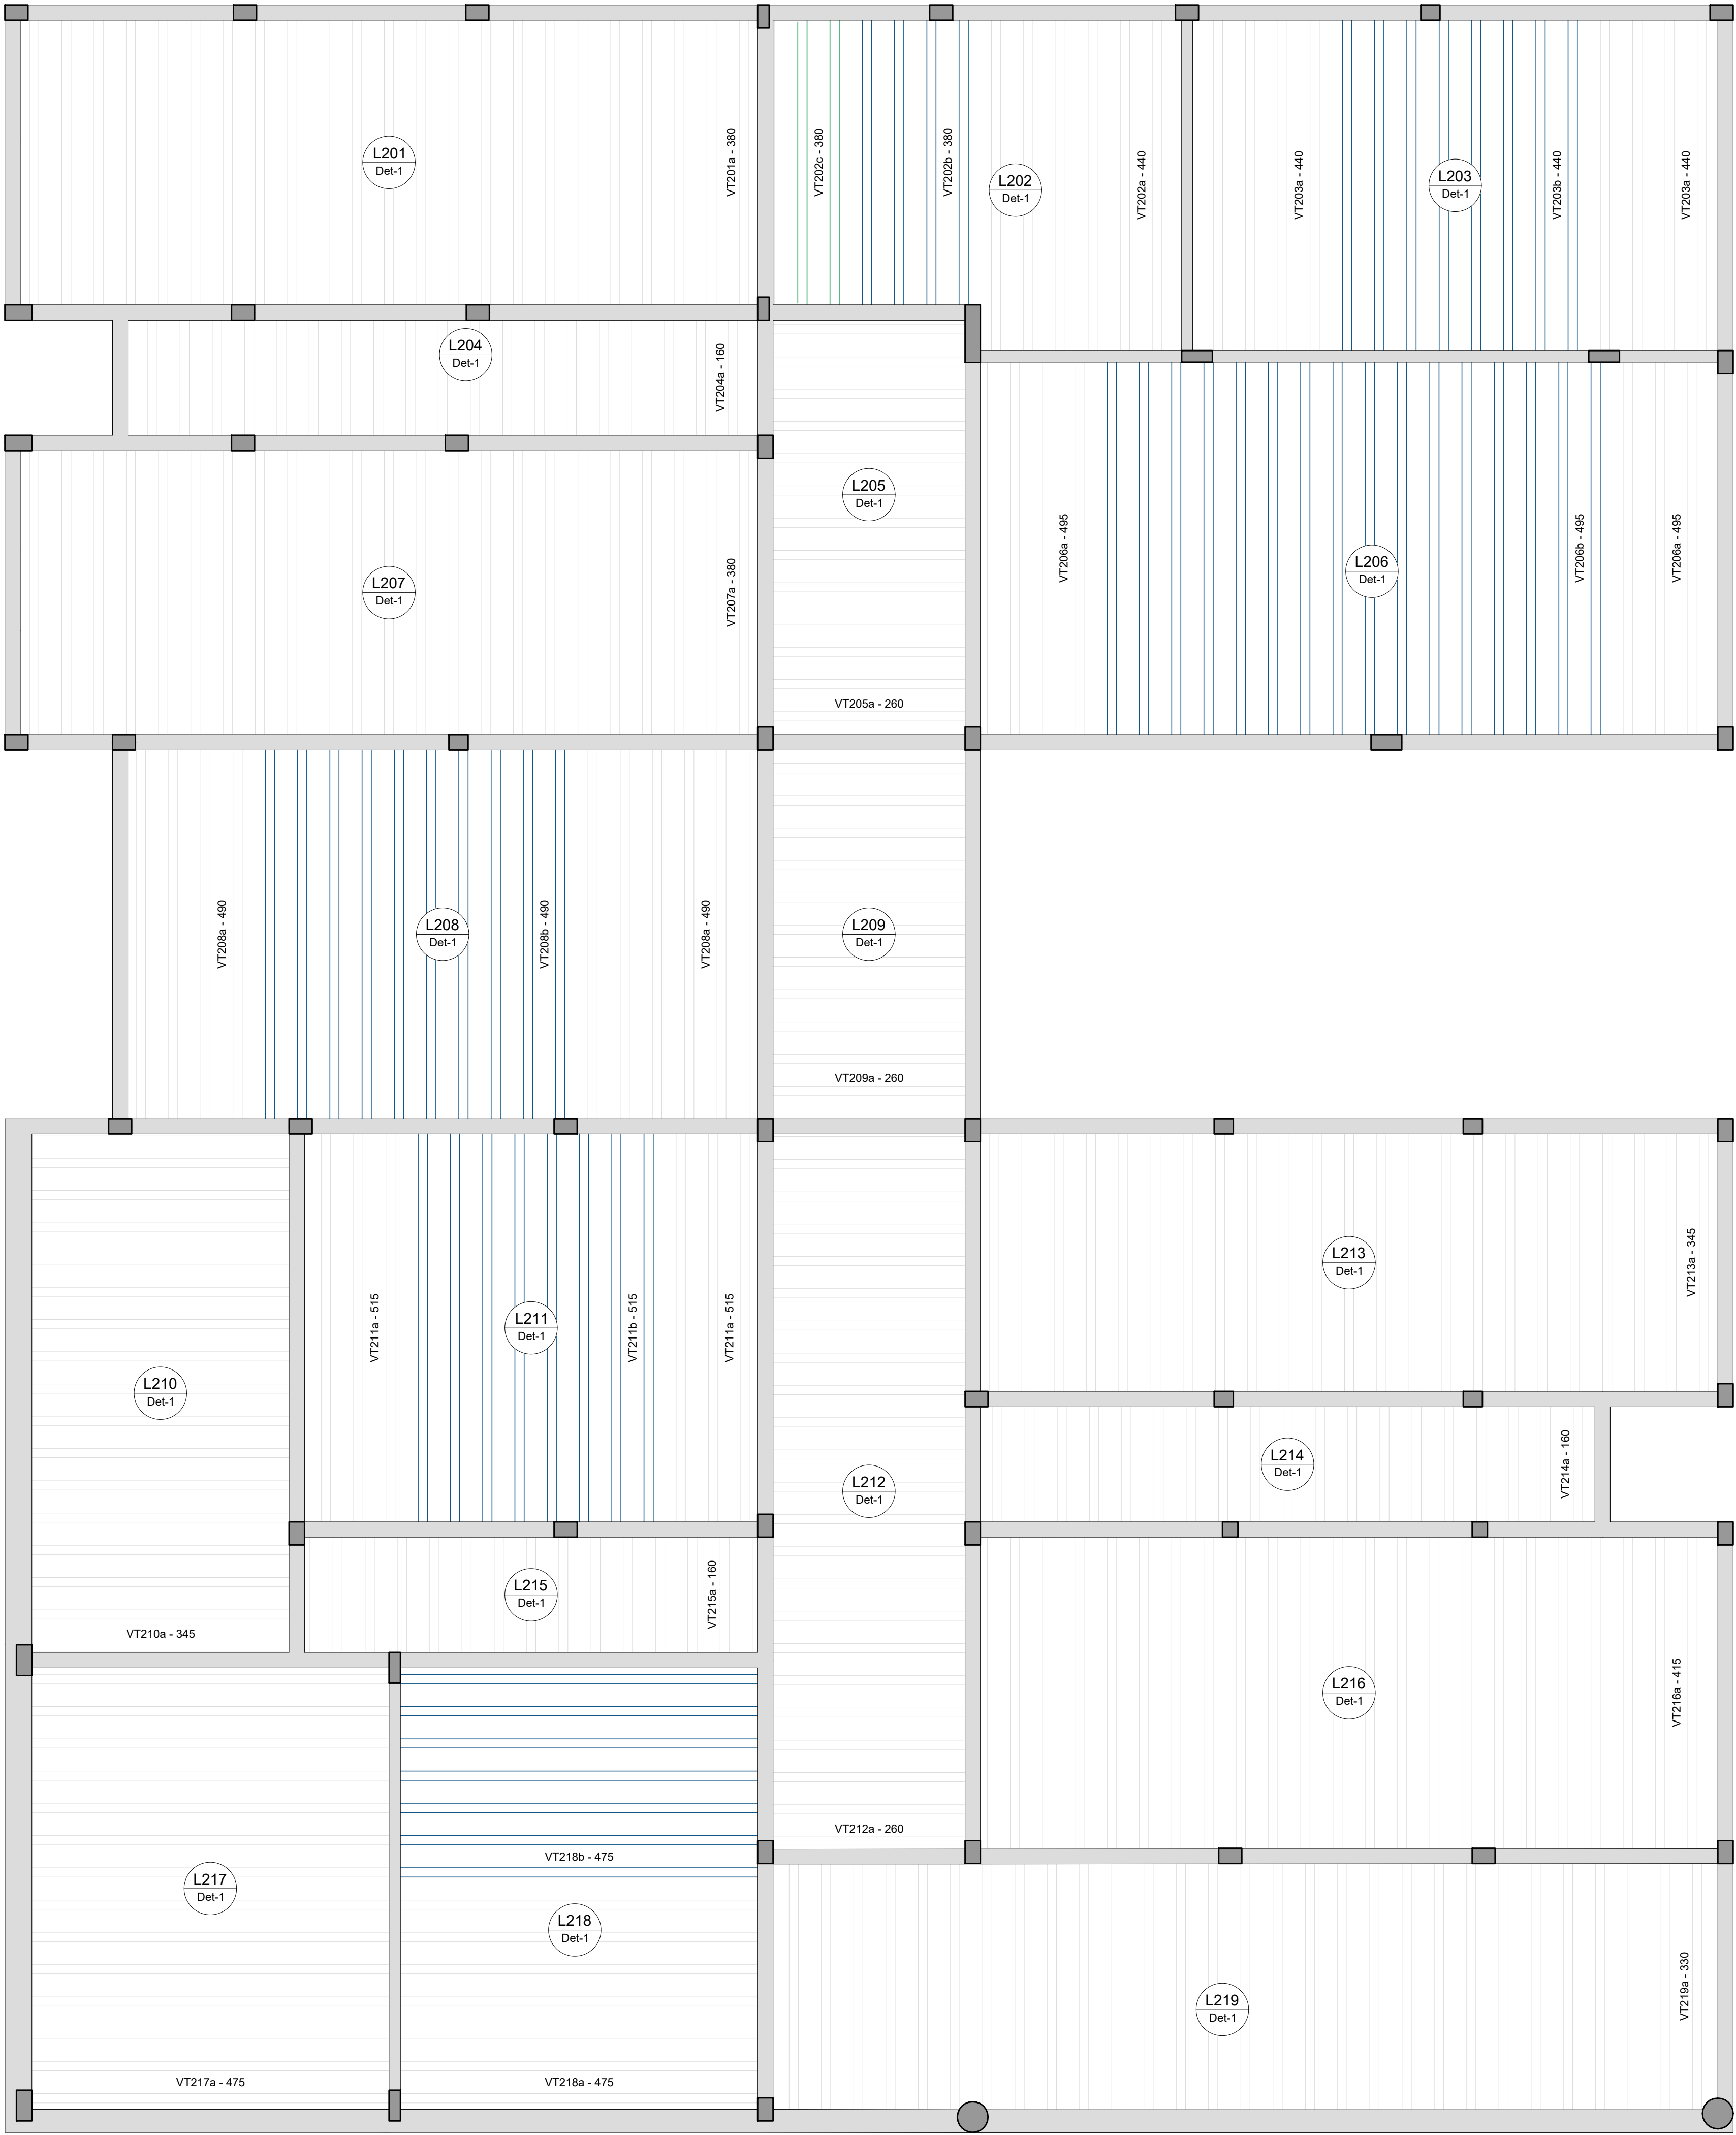 L201
Det-1
VT201a - 380
VT202c - 380
VT202b - 380
L202
Det-1
VT202a - 440
VT203a - 440
L203
Det-1
VT203b - 440
VT203a - 440
L204
Det-1
VT204a - 160
L205
Det-1
VT205a - 260
VT206a - 495
L206
Det-1
VT206b - 495
VT206a - 495
L207
Det-1
VT207a - 380
VT208a - 490
L208
Det-1
VT208b - 490
VT208a - 490
L209
Det-1
VT209a - 260
L210
Det-1
VT210a - 345
VT211a - 515
L211
Det-1
VT211b - 515
VT211a - 515
L212
Det-1
VT212a - 260
L213
Det-1
VT213a - 345
L214
Det-1
VT214a - 160
L215
Det-1
VT215a - 160
L216
Det-1
VT216a - 415
L217
Det-1
VT217a - 475
VT218b - 475
L218
Det-1
VT218a - 475
L219
Det-1
VT219a - 330